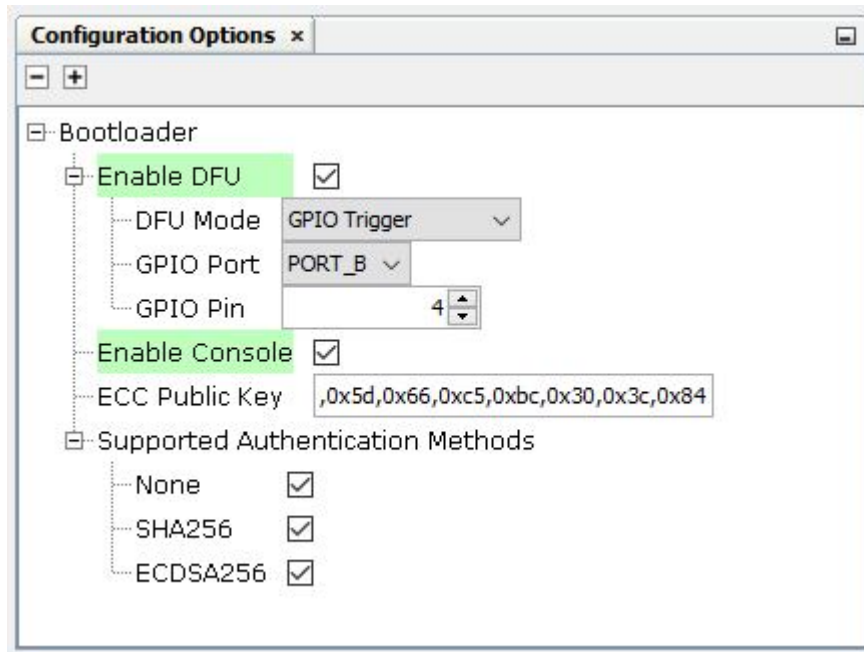 Configuration Options ×
Bootloader
Enable DFU
DFU Mode GPIO Trigger
GPIO Port PORT_B
GPIO Pin 4
Enable Console
ECC Public Key ,0x5d,0x66,0xc5,0xbc,0x30,0x3c,0x84
Supported Authentication Methods
None
SHA256
ECDSA256